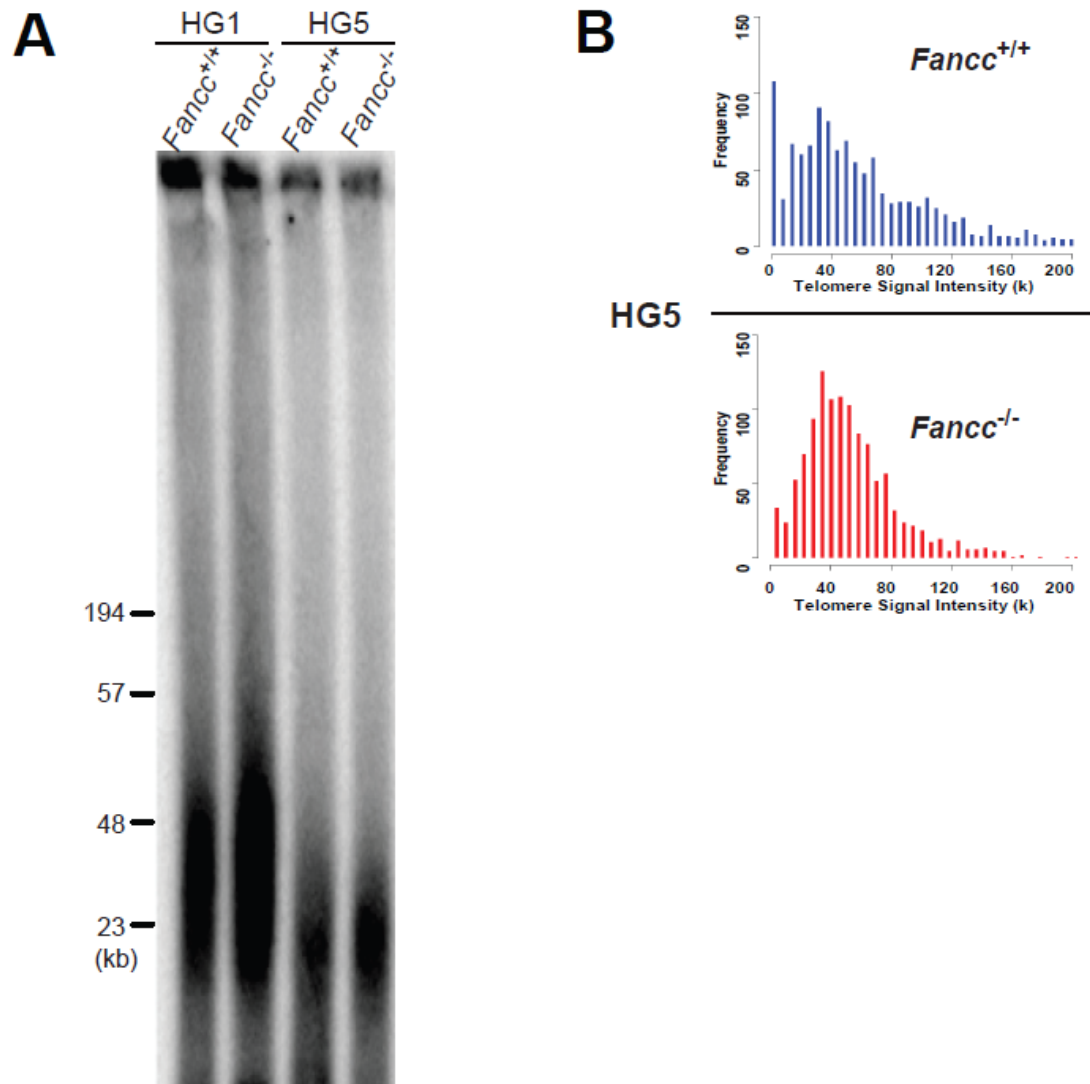 A
HG1 HG5
Fancc+/+ Fancc-/- Fancc+/+ Fancc-/-
194
57
48
23
(kb)
B
Fancc+/+
Frequency
0 50 100 150
0 40 80 120 160 200
Telomere Signal Intensity (k)
HG5
Fancc-/-
Frequency
0 50 100 150
0 40 80 120 160 200
Telomere Signal Intensity (k)